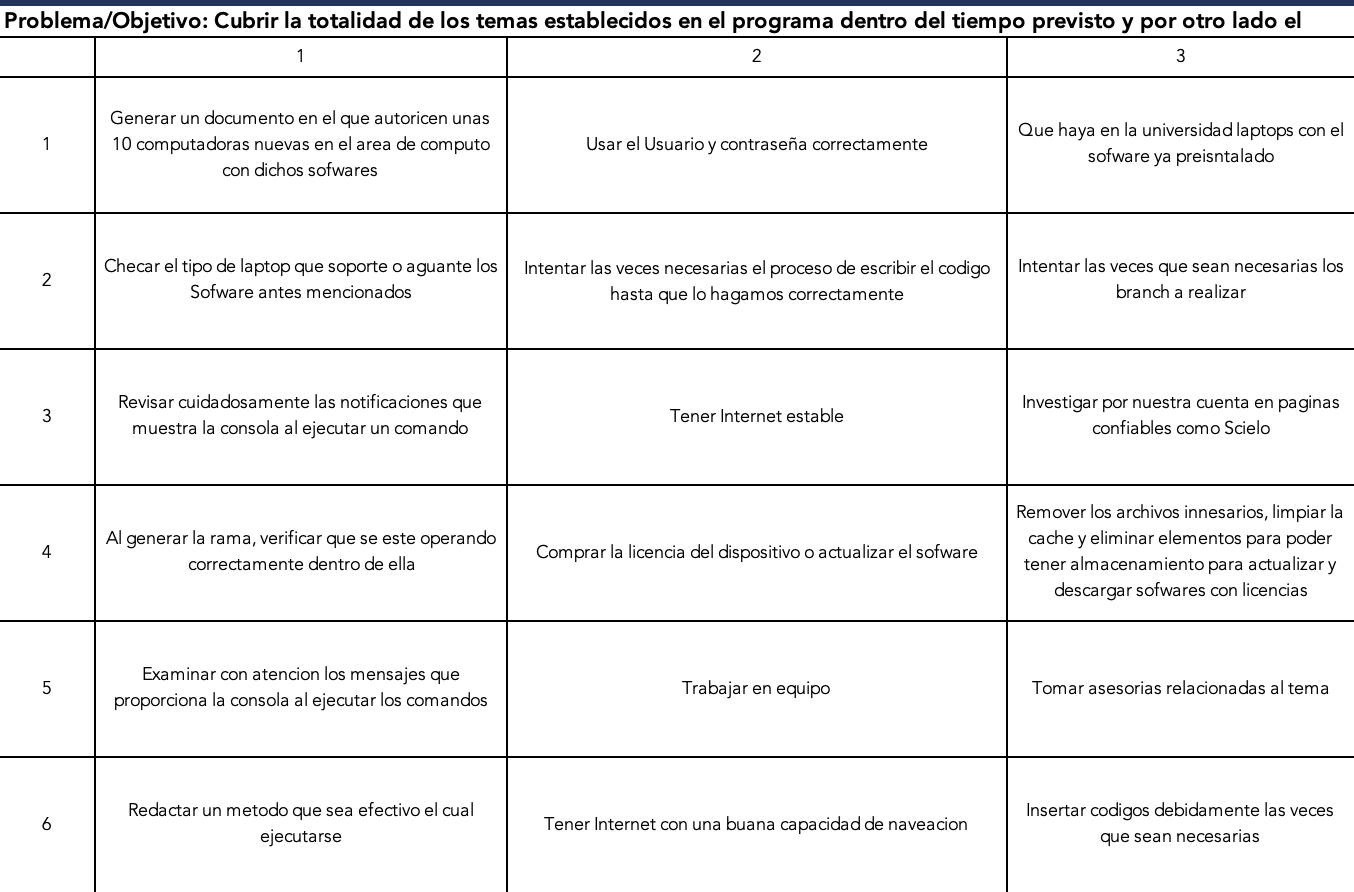 Problema/Objetivo: Cubrir la totalidad de los temas establecidos en el programa dentro del tiempo previsto y por otro lado el
1
2
3
1
Generar un documento en el que autoricen unas
10 computadoras nuevas en el area de computo
con dichos sofwares
Usar el Usuario y contraseña correctamente
Que haya en la universidad laptops con el
sofware ya preisntalado
2
Checar el tipo de laptop que soporte o aguante los
Sofware antes mencionados
Intentar las veces necesarias el proceso de escribir el codigo
hasta que lo hagamos correctamente
Intentar las veces que sean necesarias los
branch a realizar
3
Revisar cuidadosamente las notificaciones que
muestra la consola al ejecutar un comando
Tener Internet estable
Investigar por nuestra cuenta en paginas
confiables como Scielo
4
Al generar la rama, verificar que se este operando
correctamente dentro de ella
Comprar la licencia del dispositivo o actualizar el sofware
Remover los archivos innesarios, limpiar la
cache y eliminar elementos para poder
tener almacenamiento para actualizar y
descargar sofwares con licencias
5
Examinar con atencion los mensajes que
proporciona la consola al ejecutar los comandos
Trabajar en equipo
Tomar asesorias relacionadas al tema
6
Redactar un metodo que sea efectivo el cual
ejecutarse
Tener Internet con una buana capacidad de naveacion
Insertar codigos debidamente las veces
que sean necesarias